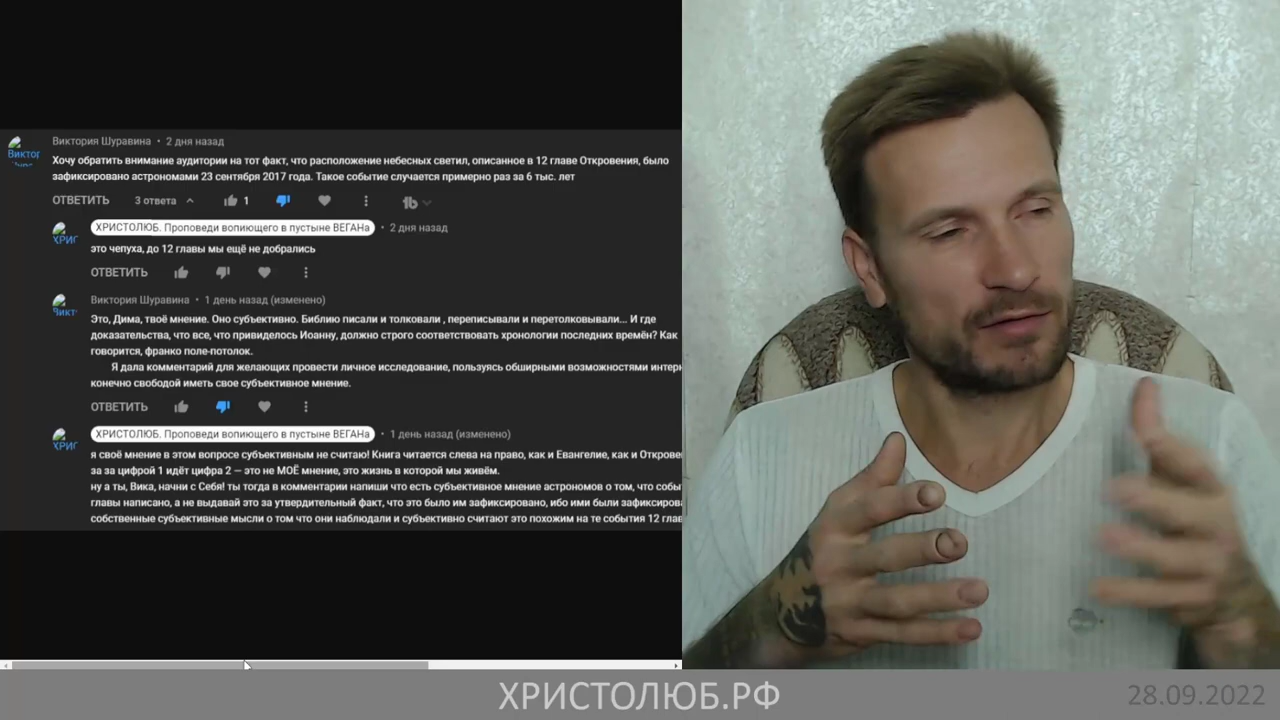 Виктория Шуравина • 2 дня назад
Виктор
Хочу обратить внимание аудитории на тот факт, что расположение небесных светил, описанное в 12 главе Откровения, было
зафиксировано астрономами 23 сентября 2017 года. Такое событие случается примерно раз за 6 тыс. лет
ОТВЕТИТЬ 3 ответа 1
ХРИСТОЛЮБ. Проповеди вопиющего в пустыне ВЕГАНа • 2 дня назад
ХРИС
это чепуха, до 12 главы мы ещё не добрались
ОТВЕТИТЬ
Виктория Шуравина • 1 день назад (изменено)
Викт
Это, Дима, твоё мнение. Оно субъективно. Библию писали и толковали , переписывали и перетолковывали... И где
доказательства, что все, что привиделось Иоанну, должно строго соответствовать хронологии последних времён? Как
говорится, франко поле-потолок.
Я дала комментарий для желающих провести личное исследование, пользуясь обширными возможностями интерн
конечно свободой иметь свое субъективное мнение.
ОТВЕТИТЬ
ХРИСТОЛЮБ. Проповеди вопиющего в пустыне ВЕГАНа • 1 день назад (изменено)
ХРИС
я своё мнение в этом вопросе субъективным не считаю! Книга читается слева на право, как и Евангелие, как и Открове
за за цифрой 1 идёт цифра 2 — это не МОЁ мнение, это жизнь в которой мы живём.
ну а ты, Вика, начни с Себя! ты тогда в комментарии напиши что есть субъективное мнение астрономов о том, что событ
главы написано, а не выдавай это за утвердительный факт, что это было им зафиксировано, ибо ими были зафиксирова
собственные субъективные мысли о том что они наблюдали и субъективно считают это похожим на те события 12 глав
ХРИСТОЛЮБ.РФ
28.09.2022